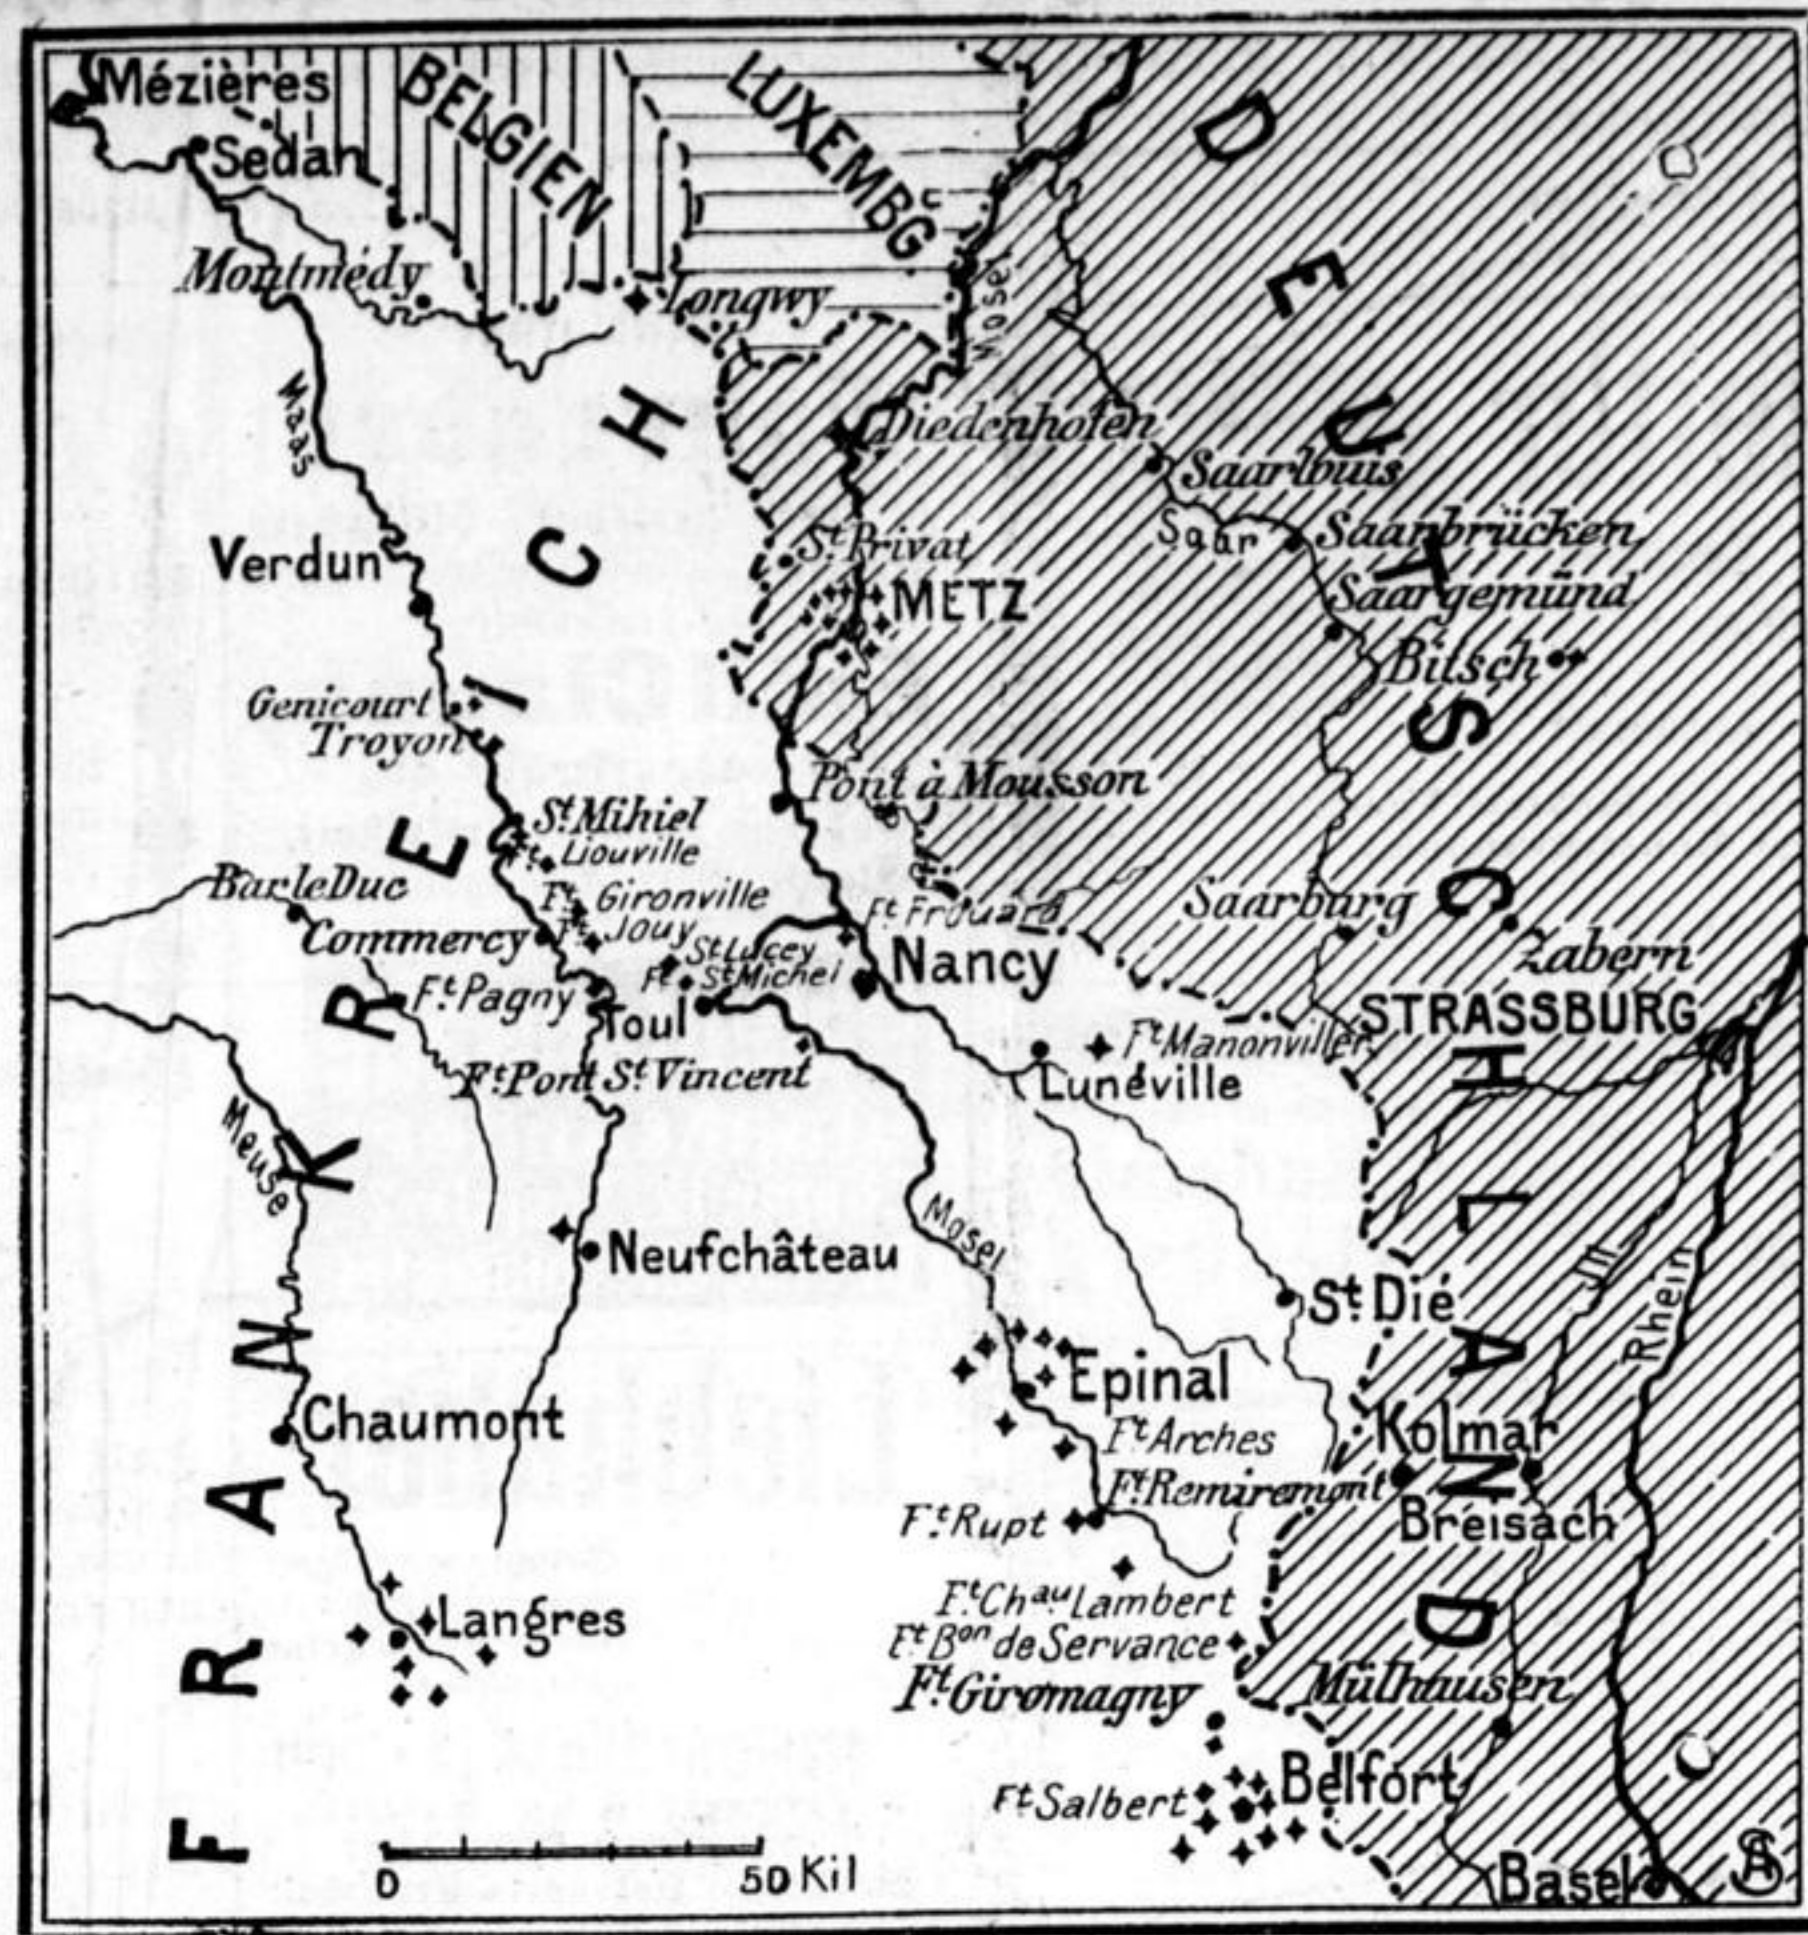 Mézières
Sedan
BELGIEN
LUXEMBG.
DEUTSCHLAND
Montmédy
Longwy
Mosel
Maas
FRANKREICH
Diedenhofen
Saarlouis
Saar
Saarbrücken
Saargemünd
Bitsch
Verdun
St. Privat
METZ
Genicourt
Troyon
Pont à Mousson
St. Mihiel
Ft. Liouville
Bar le Duc
Ft. Gironville
Ft. Jouy
Commercy
Ft. Frouard
Saarburg
Zabern
St Lucey
Ft. St Michel
Nancy
Ft. Pagny
Toul
STRASSBURG
Ft. Manonviller
Ft. Pont St. Vincent
Lunéville
Meuse
Mosel
Neufchâteau
Jll
Rhein
St. Dié
Epinal
Chaumont
Kolmar
Ft. Arches
Ft. Remiremont
Ft. Rupt
Breisach
Langres
Ft. Chau. Lambert
Ft. Bon de Servance
Ft. Giromagny
Mülhausen
Ft. Salbert
Belfort
0 50 Kil
Basel